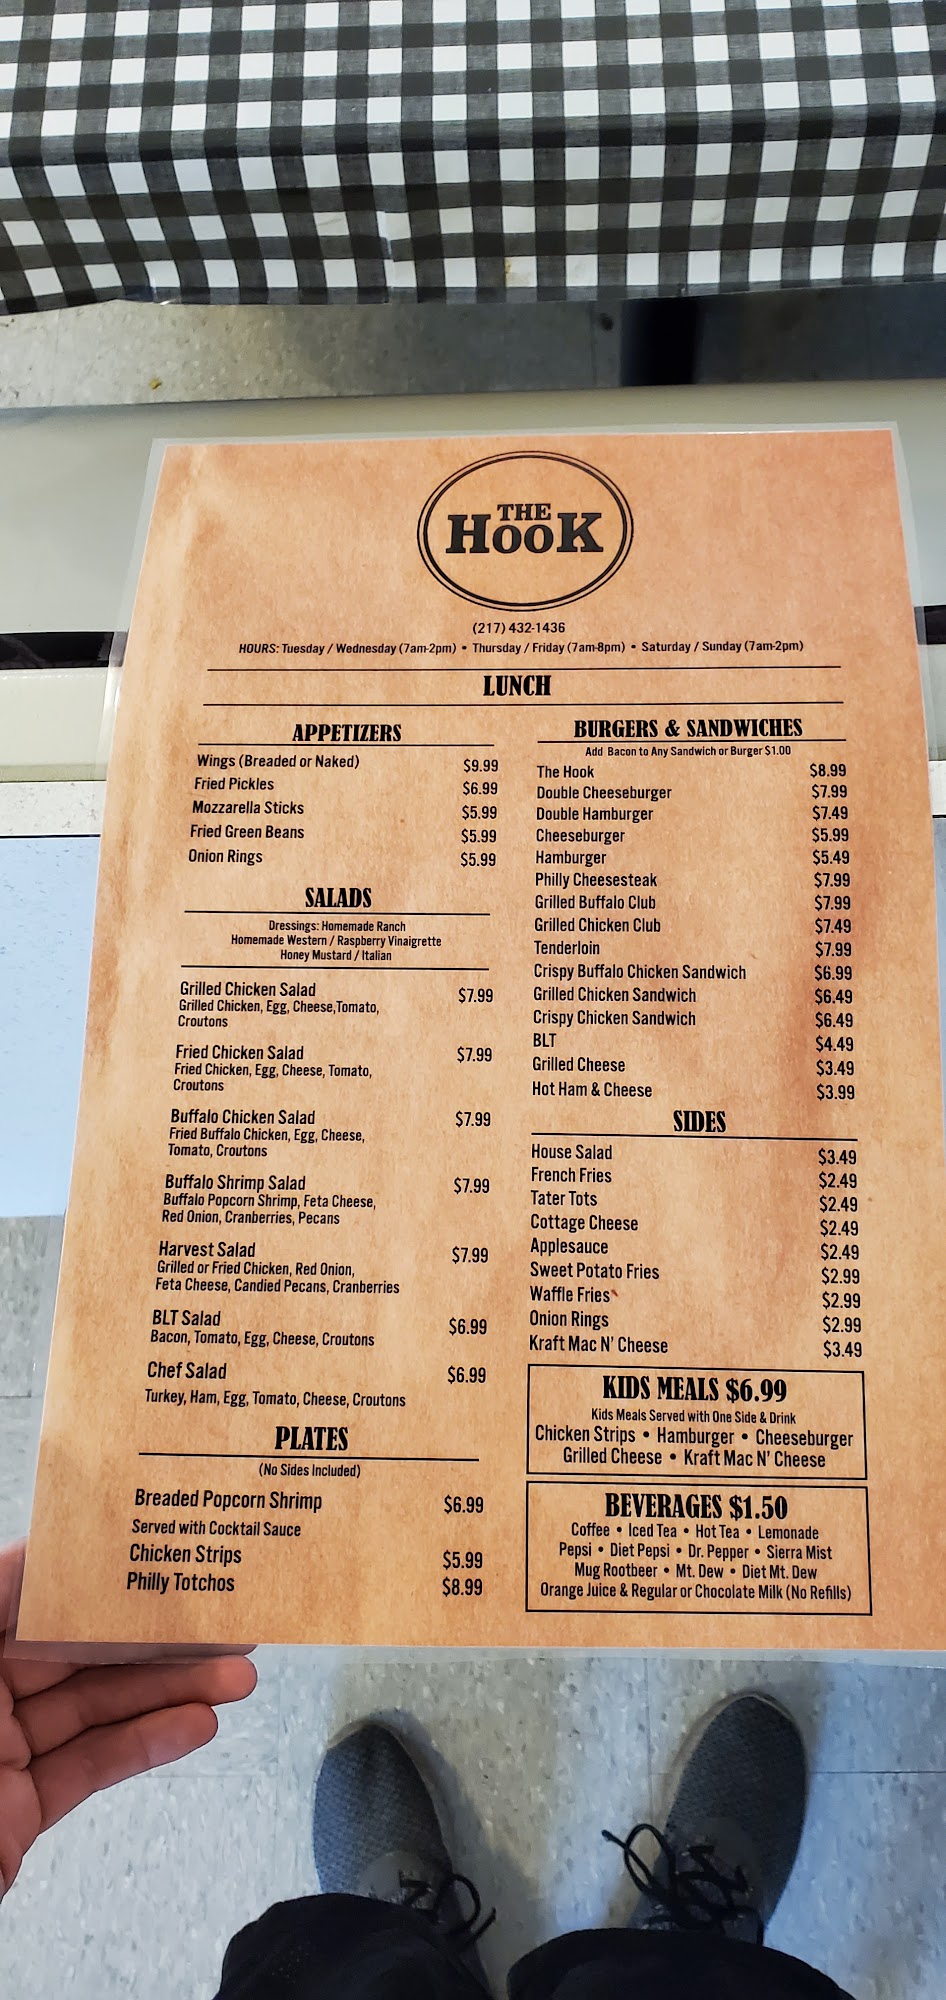 THE
HOOK
(217) 432-1436
HOURS: Tuesday / Wednesday (7am-2pm) • Thursday / Friday (7am-8pm) • Saturday / Sunday (7am-2pm)
LUNCH
APPETIZERS
Wings (Breaded or Naked) $9.99
Fried Pickles $6.99
Mozzarella Sticks $5.99
Fried Green Beans $5.99
Onion Rings $5.99
SALADS
Dressings: Homemade Ranch
Homemade Western / Raspberry Vinaigrette
Honey Mustard / Italian
Grilled Chicken Salad $7.99
Grilled Chicken, Egg, Cheese,Tomato,
Croutons
Fried Chicken Salad $7.99
Fried Chicken, Egg, Cheese, Tomato,
Croutons
Buffalo Chicken Salad $7.99
Fried Buffalo Chicken, Egg, Cheese,
Tomato, Croutons
Buffalo Shrimp Salad $7.99
Buffalo Popcorn Shrimp, Feta Cheese,
Red Onion, Cranberries, Pecans
Harvest Salad $7.99
Grilled or Fried Chicken, Red Onion,
Feta Cheese, Candied Pecans, Cranberries
BLT Salad $6.99
Bacon, Tomato, Egg, Cheese, Croutons
Chef Salad $6.99
Turkey, Ham, Egg, Tomato, Cheese, Croutons
PLATES
(No Sides Included)
Breaded Popcorn Shrimp $6.99
Served with Cocktail Sauce
Chicken Strips $5.99
Philly Totchos $8.99
BURGERS & SANDWICHES
Add Bacon to Any Sandwich or Burger $1.00
The Hook $8.99
Double Cheeseburger $7.99
Double Hamburger $7.49
Cheeseburger $5.99
Hamburger $5.49
Philly Cheesesteak $7.99
Grilled Buffalo Club $7.99
Grilled Chicken Club $7.49
Tenderloin $7.99
Crispy Buffalo Chicken Sandwich $6.99
Grilled Chicken Sandwich $6.49
Crispy Chicken Sandwich $6.49
BLT $4.49
Grilled Cheese $3.49
Hot Ham & Cheese $3.99
SIDES
House Salad $3.49
French Fries $2.49
Tater Tots $2.49
Cottage Cheese $2.49
Applesauce $2.49
Sweet Potato Fries $2.99
Waffle Fries $2.99
Onion Rings $2.99
Kraft Mac N' Cheese $3.49
KIDS MEALS $6.99
Kids Meals Served with One Side & Drink
Chicken Strips • Hamburger • Cheeseburger
Grilled Cheese • Kraft Mac N' Cheese
BEVERAGES $1.50
Coffee • Iced Tea • Hot Tea • Lemonade
Pepsi • Diet Pepsi • Dr. Pepper • Sierra Mist
Mug Rootbeer • Mt. Dew • Diet Mt. Dew
Orange Juice & Regular or Chocolate Milk (No Refills)